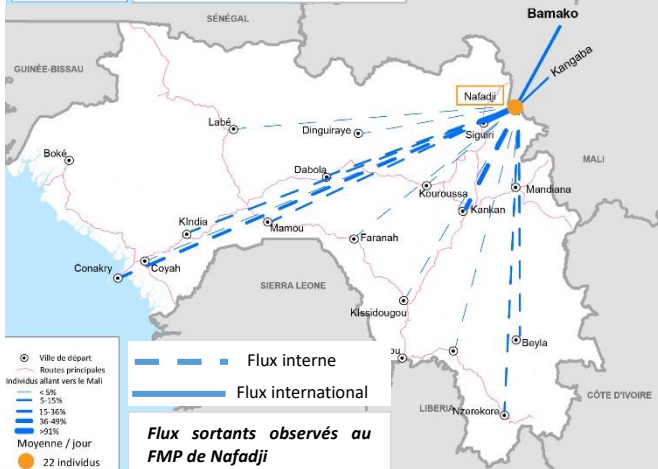 SÉNÉGAL
Bamako
Kangaba
GUINÉE-BISSAU
Nafadji
Labé
Dinguiraye
Siguiri
MALI
Boké
Dabola
Kouroussa
Mandiana
Kankan
KIndia
Mamou
Faranah
Conakry
Coyah
SIERRA LEONE
KIssidougou
Beyla
ou
CÔTE D'IVOIRE
LIBERIA
Nzerekore
Ville de départ
Routes principales
Individus allant vers le Mali
< 5%
5-15%
15-36%
36-49%
>91%
Moyenne / jour
22 individus
Flux interne
Flux international
Flux sortants observés au
FMP de Nafadji